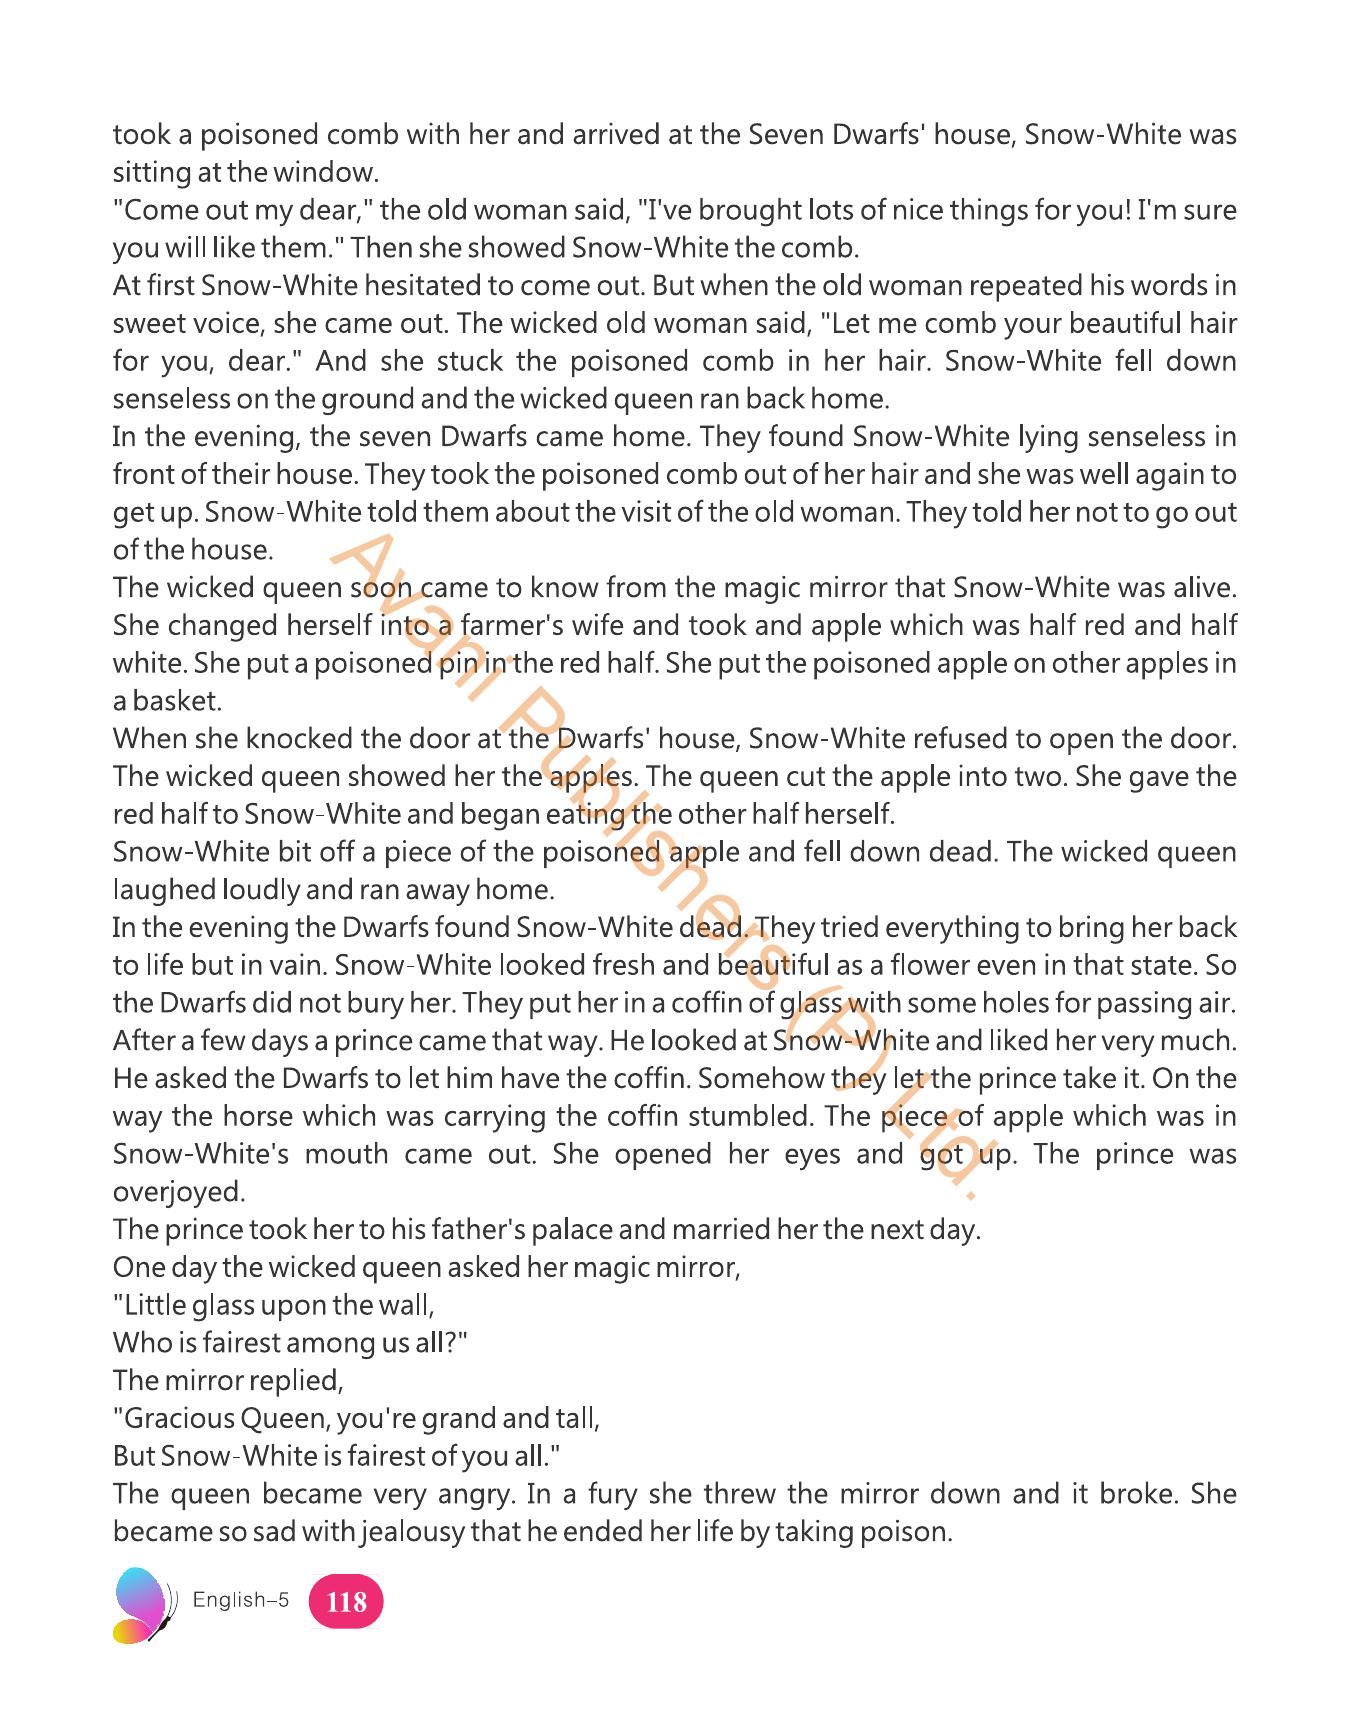 took a poisoned comb with her and arrived at the Seven Dwarfs' house, Snow-White was
sitting at the window.
"Come out my dear," the old woman said, "I've brought lots of nice things for you! I'm sure
you will like them." Then she showed Snow-White the comb.
At first Snow-White hesitated to come out. But when the old woman repeated his words in
sweet voice, she came out. The wicked old woman said, "Let me comb your beautiful hair
for you, dear." And she stuck the poisoned comb in her hair. Snow-White fell down
senseless on the ground and the wicked queen ran back home.
In the evening, the seven Dwarfs came home. They found Snow-White lying senseless in
front of their house. They took the poisoned comb out of her hair and she was well again to
get up. Snow-White told them about the visit of the old woman. They told her not to go out
of the house.
The wicked queen soon came to know from the magic mirror that Snow-White was alive.
She changed herself into a farmer's wife and took and apple which was half red and half
white. She put a poisoned pin in the red half. She put the poisoned apple on other apples in
a basket.
When she knocked the door at the Dwarfs' house, Snow-White refused to open the door.
The wicked queen showed her the apples. The queen cut the apple into two. She gave the
red half to Snow-White and began eating the other half herself.
Snow-White bit off a piece of the poisoned apple and fell down dead. The wicked queen
laughed loudly and ran away home.
In the evening the Dwarfs found Snow-White dead. They tried everything to bring her back
to life but in vain. Snow-White looked fresh and beautiful as a flower even in that state. So
the Dwarfs did not bury her. They put her in a coffin of glass with some holes for passing air.
After a few days a prince came that way. He looked at Snow-White and liked her very much.
He asked the Dwarfs to let him have the coffin. Somehow they let the prince take it. On the
way the horse which was carrying the coffin stumbled. The piece of apple which was in
Snow-White's mouth came out. She opened her eyes and got up. The prince was
overjoyed.
The prince took her to his father's palace and married her the next day.
One day the wicked queen asked her magic mirror,
"Little glass upon the wall,
Who is fairest among us all?"
The mirror replied,
"Gracious Queen, you're grand and tall,
But Snow-White is fairest of you all."
The queen became very angry. In a fury she threw the mirror down and it broke. She
became so sad with jealousy that he ended her life by taking poison.
Avani Publishers (P) Ltd.
English–5 118